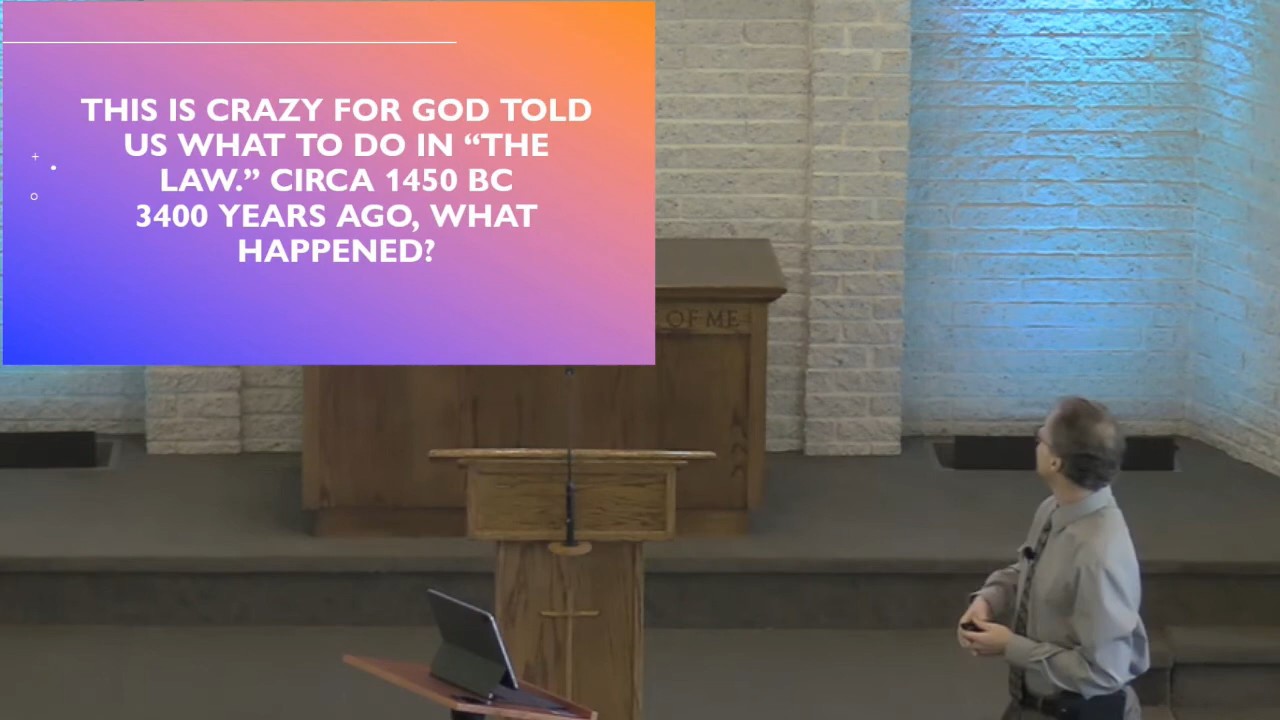 THIS IS CRAZY FOR GOD TOLD
US WHAT TO DO IN “THE
LAW.” CIRCA 1450 BC
3400 YEARS AGO, WHAT
HAPPENED?
OF ME